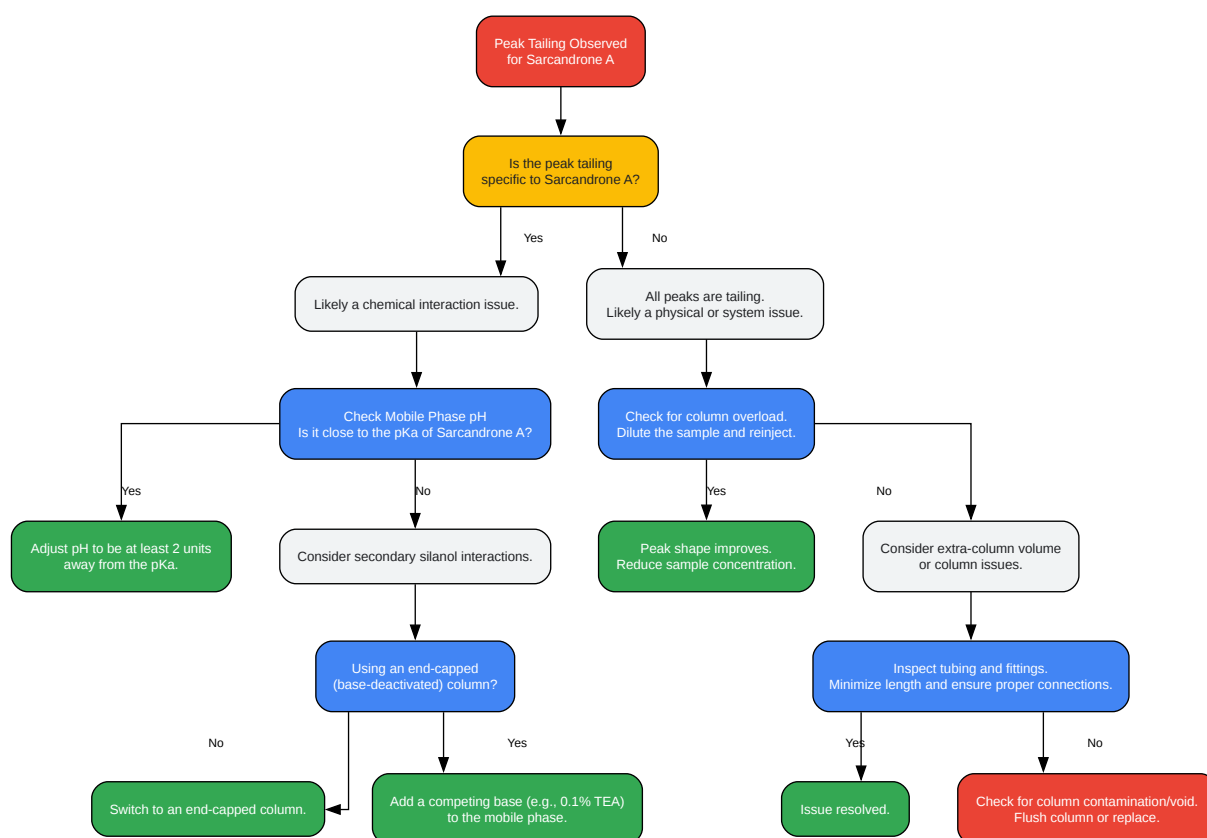 Peak Tailing Observed
for Sarcandrone A
Is the peak tailing
specific to Sarcandrone A?
Yes
No
Likely a chemical interaction issue.
All peaks are tailing.
Likely a physical or system issue.
Check Mobile Phase pH
Is it close to the pKa of Sarcandrone A?
Check for column overload.
Dilute the sample and reinject.
Yes
No
Yes
No
Adjust pH to be at least 2 units
away from the pKa.
Consider secondary silanol interactions.
Peak shape improves.
Reduce sample concentration.
Consider extra-column volume
or column issues.
Using an end-capped
(base-deactivated) column?
Inspect tubing and fittings.
Minimize length and ensure proper connections.
No
Yes
Yes
No
Switch to an end-capped column.
Add a competing base (e.g., 0.1% TEA)
to the mobile phase.
Issue resolved.
Check for column contamination/void.
Flush column or replace.